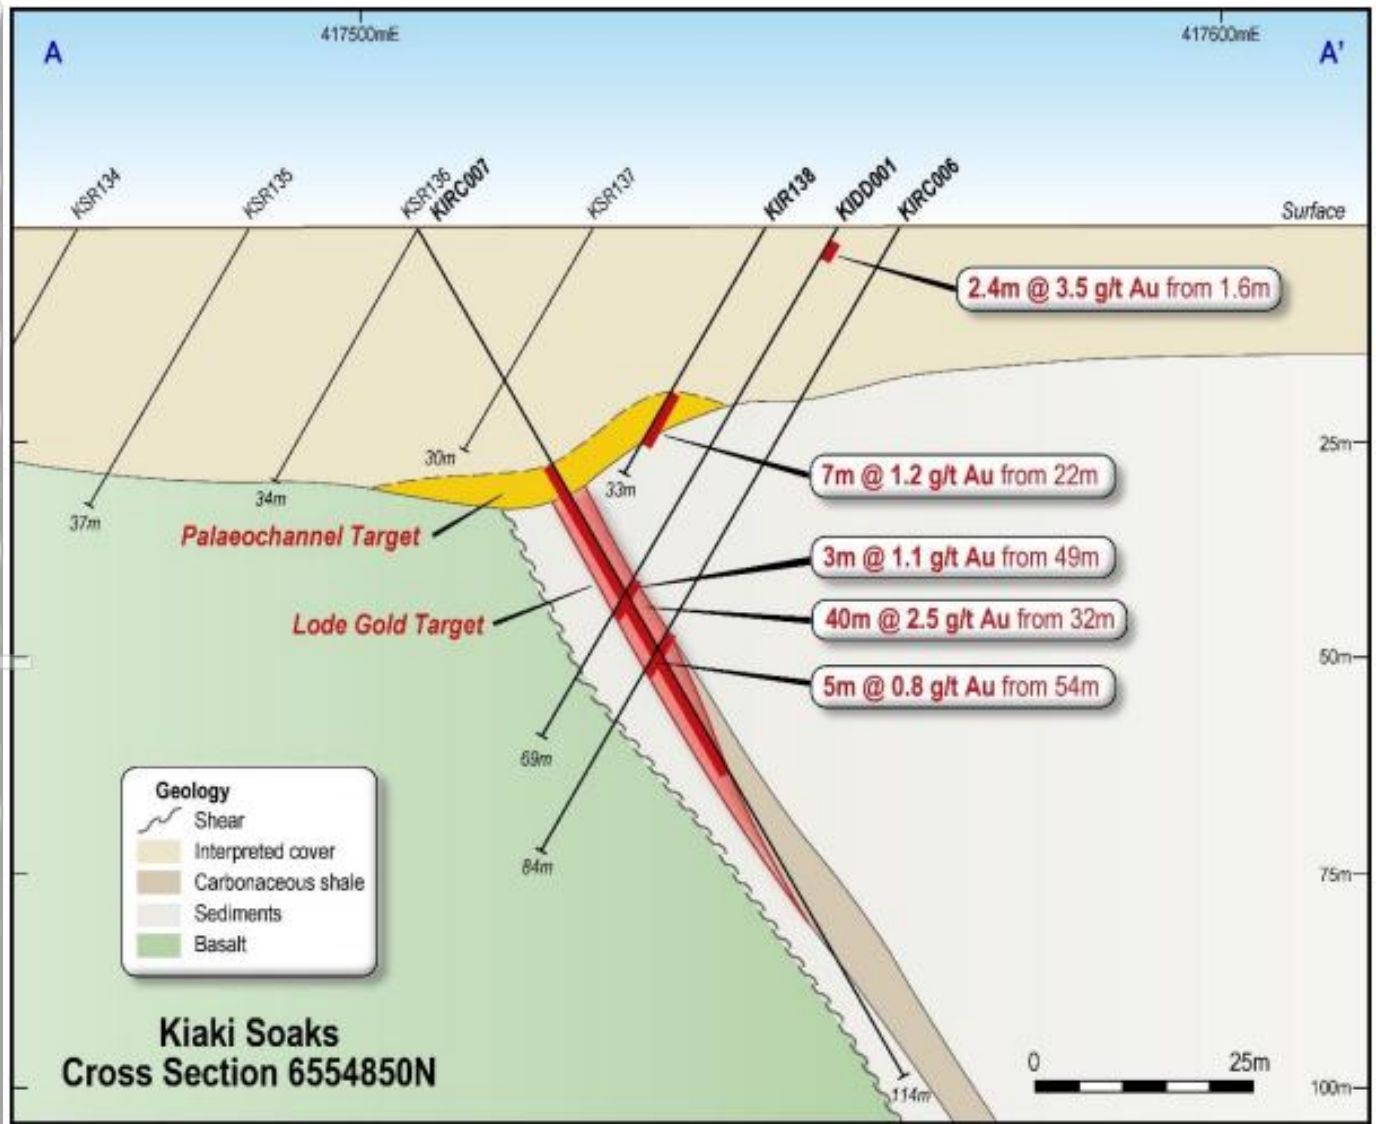 417500mE
417600mE
A
A'
KSR134
KSR135
KSR136
KIRC007
KSR137
KIR138
KIDD001
KIRC006
Surface
2.4m @ 3.5 g/t Au from 1.6m
25m
30m
7m @ 1.2 g/t Au from 22m
33m
34m
37m
Palaeochannel Target
3m @ 1.1 g/t Au from 49m
Lode Gold Target
40m @ 2.5 g/t Au from 32m
50m
5m @ 0.8 g/t Au from 54m
69m
84m
75m
Geology
Shear
Interpreted cover
Carbonaceous shale
Sediments
Basalt
Kiaki Soaks
Cross Section 6554850N
0 25m
114m
100m